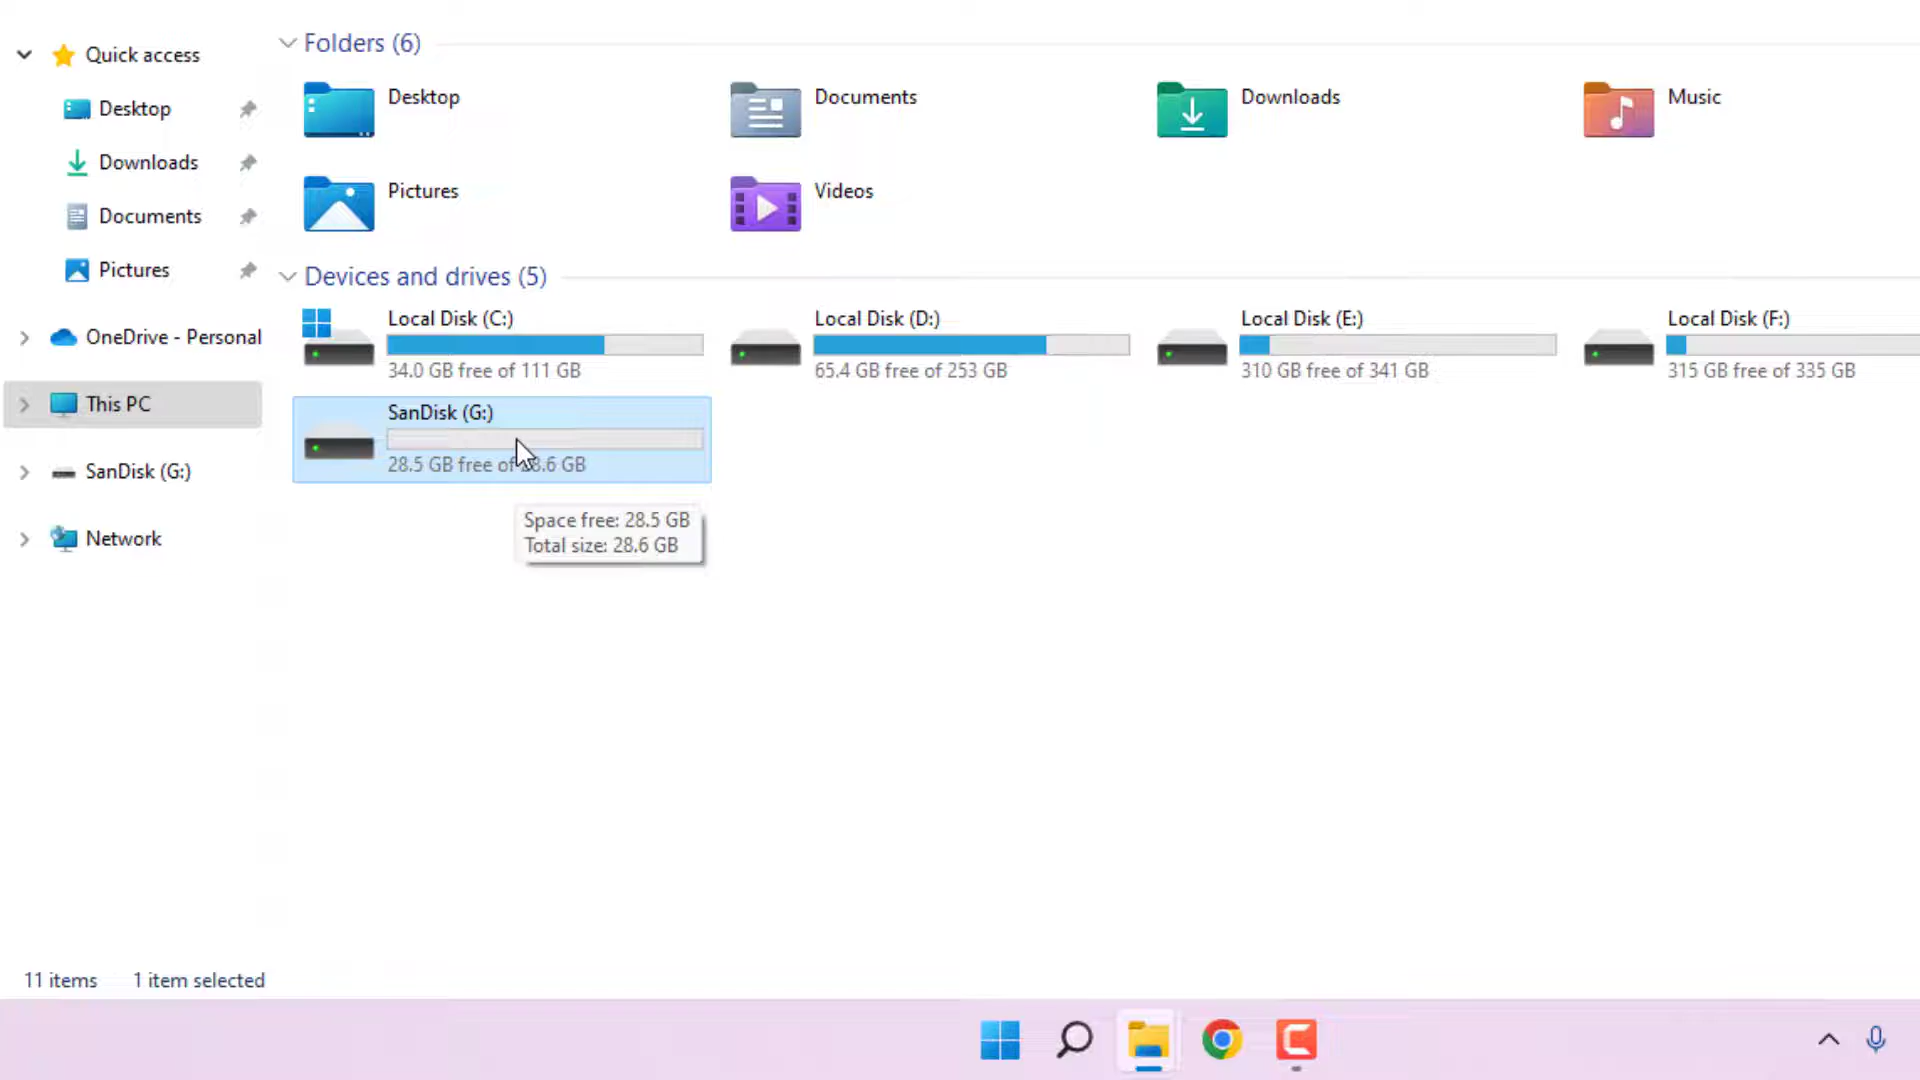 Quick access
Desktop
Downloads
Documents
Pictures
OneDrive - Personal
This PC
SanDisk (G:)
Network
Folders (6)
Desktop
Documents
Downloads
Music
Pictures
Videos
Devices and drives (5)
Local Disk (C:)
34.0 GB free of 111 GB
Local Disk (D:)
65.4 GB free of 253 GB
Local Disk (E:)
310 GB free of 341 GB
Local Disk (F:)
315 GB free of 335 GB
SanDisk (G:)
28.5 GB free of 28.6 GB
Space free: 28.5 GB
Total size: 28.6 GB
11 items
1 item selected